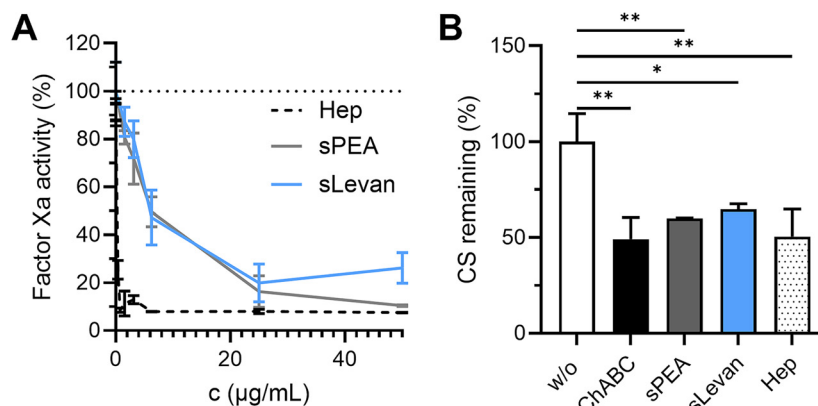 A
Factor Xa activity (%)
120
100
80
60
40
20
0
0
20
40
c (µg/mL)
Hep
sPEA
sLevan
B
CS remaining (%)
150
100
50
0
**
**
*
**
w/o
ChABC
sPEA
sLevan
Hep